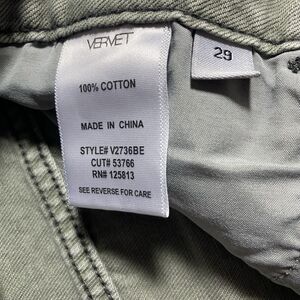 VERVET
29
100% COTTON
MADE IN CHINA
STYLE# V2736BE
CUT# 53766
RN# 125813
SEE REVERSE FOR CARE